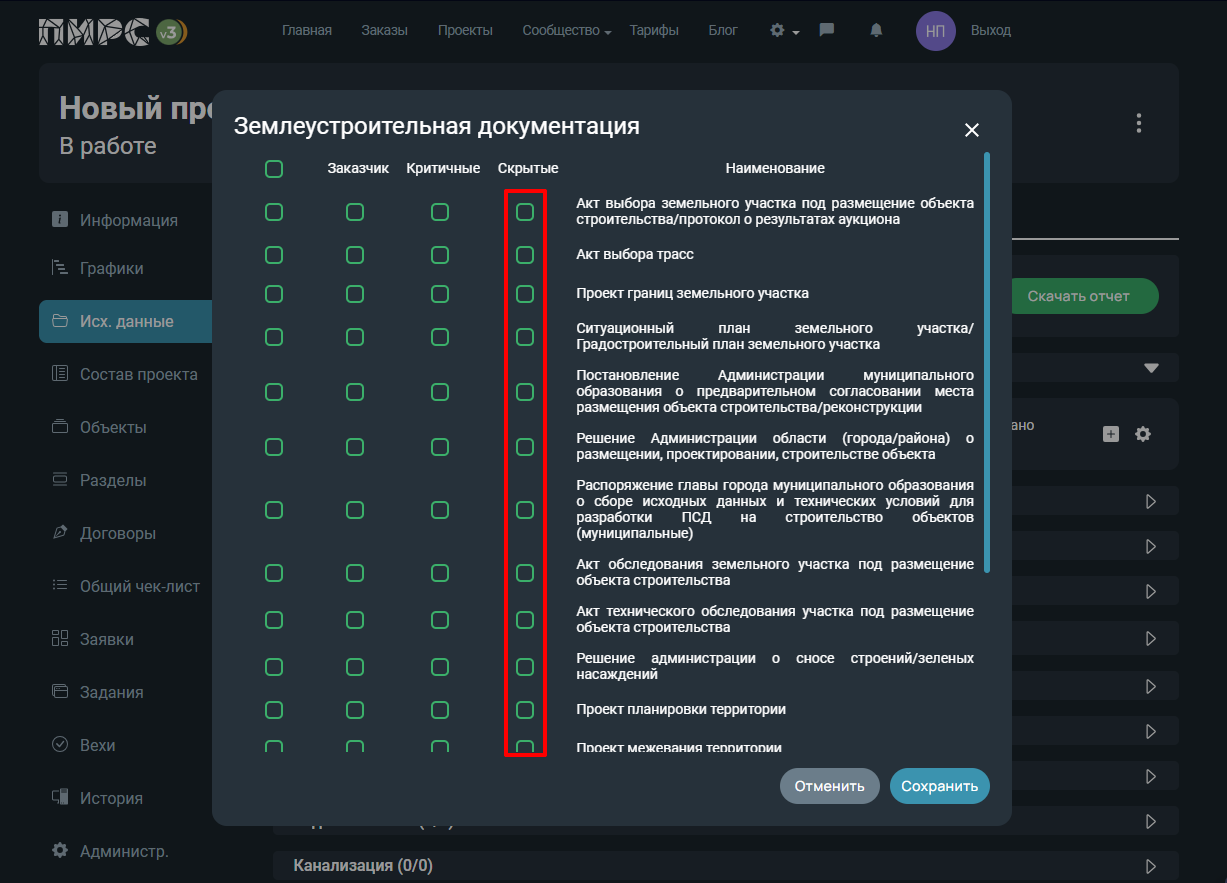 ПИРС v3
Главная
Заказы
Проекты
Сообщество
Тарифы
Блог
НП
Выход
Новый пр
В работе
Информация
Графики
Исх. данные
Состав проекта
Объекты
Разделы
Договоры
Общий чек-лист
Заявки
Задания
Вехи
История
Администр.
Землеустроительная документация
Заказчик Критичные Скрытые Наименование
Акт выбора земельного участка под размещение объекта
строительства/протокол о результатах аукциона
Акт выбора трасс
Проект границ земельного участка
Ситуационный план земельного участка/
Градостроительный план земельного участка
Постановление Администрации муниципального
образования о предварительном согласовании места
размещения объекта строительства/реконструкции
Решение Администрации области (города/района) о
размещении, проектировании, строительстве объекта
Распоряжение главы города муниципального образования
о сборе исходных данных и технических условий для
разработки ПСД на строительство объектов
(муниципальные)
Акт обследования земельного участка под размещение
объекта строительства
Акт технического обследования участка под размещение
объекта строительства
Решение администрации о сносе строений/зеленых
насаждений
Проект планировки территории
Проект межевания территории
Отменить
Сохранить
Скачать отчет
ано
Канализация (0/0)